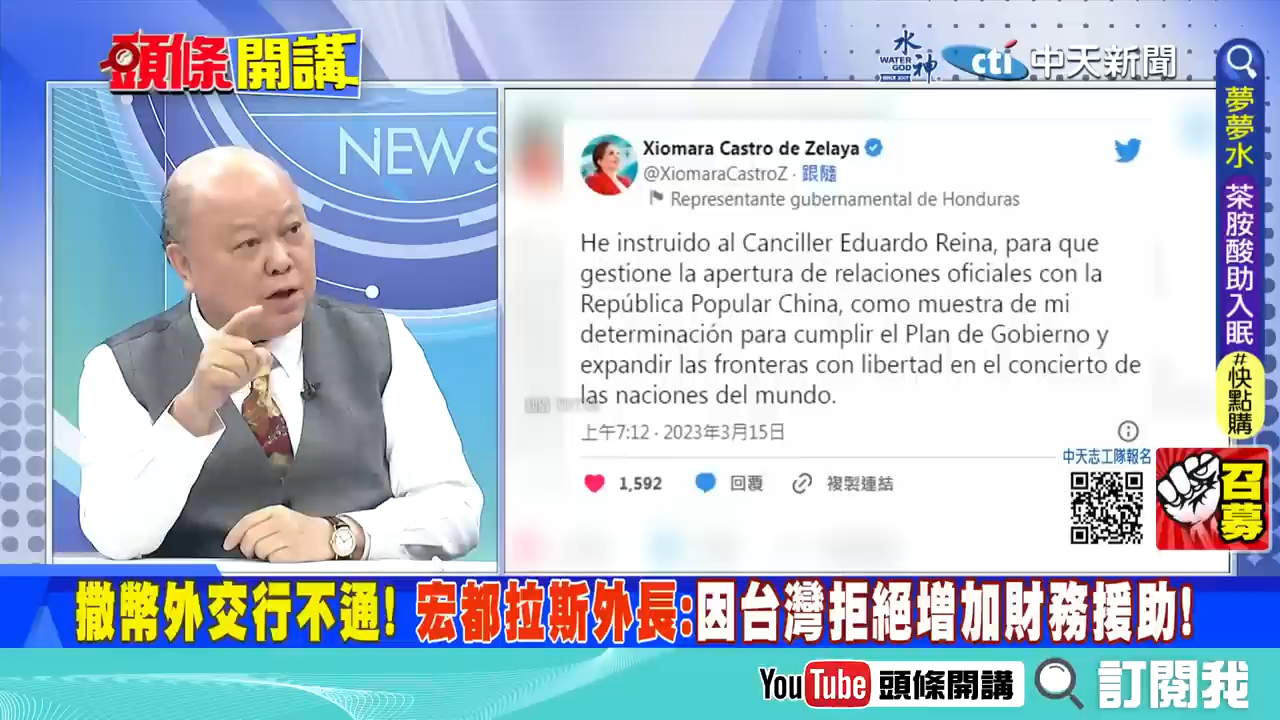 頭條開講
水神
WATER GOD
SINCE 2007
cti 中天新聞
NEWS
夢夢水 茶胺酸助入眠 #快點購
Xiomara Castro de Zelaya
@XiomaraCastroZ · 跟隨
Representante gubernamental de Honduras
He instruido al Canciller Eduardo Reina, para que
gestione la apertura de relaciones oficiales con la
República Popular China, como muestra de mi
determinación para cumplir el Plan de Gobierno y
expandir las fronteras con libertad en el concierto de
las naciones del mundo.
上午7:12 · 2023年3月15日
1,592 回覆 複製連結
中天志工隊報名
召募
撒幣外交行不通! 宏都拉斯外長:因台灣拒絕增加財務援助!
YouTube 頭條開講 訂閱我